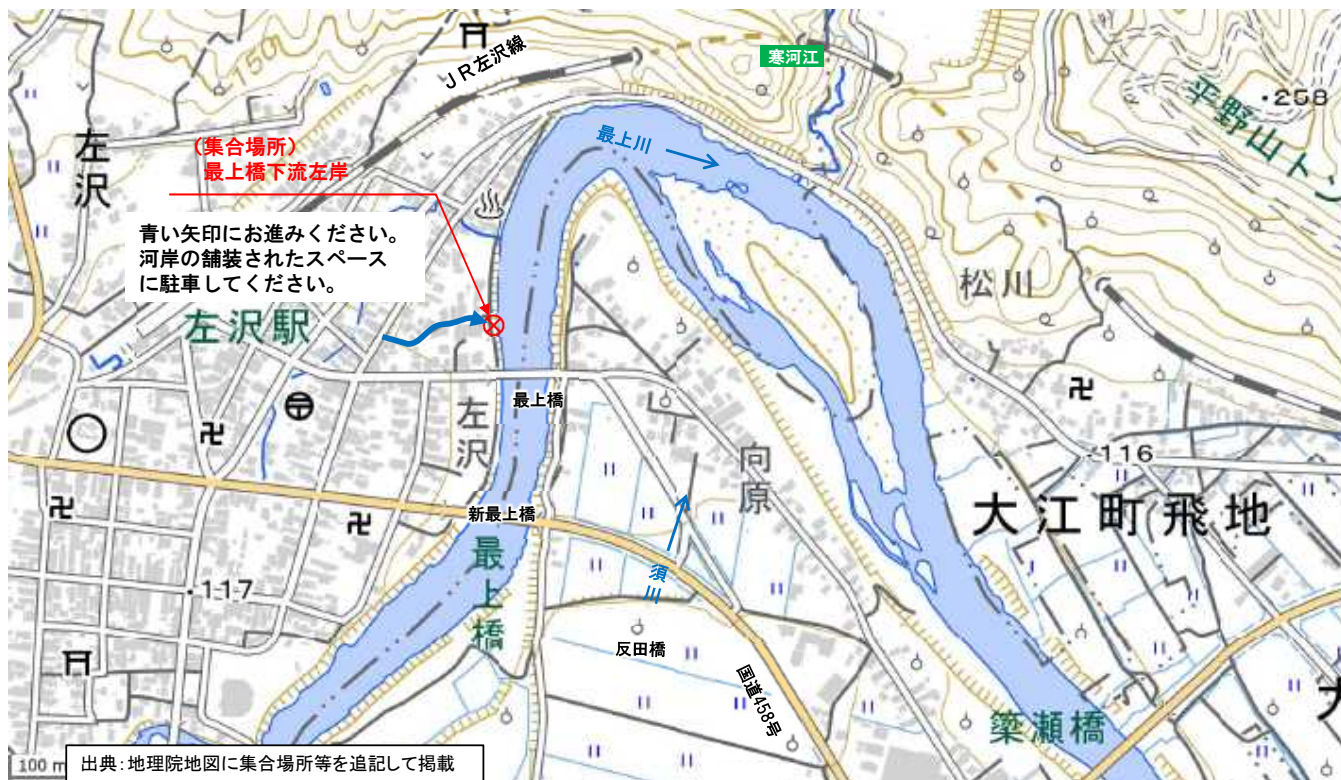 150
JR左沢線
寒河江
・258
平野山トン
左沢
(集合場所)
最上橋下流左岸
最上川
青い矢印にお進みください。
河岸の舗装されたスペース
に駐車してください。
松川
左沢駅
最上橋
左沢
向原
・116
大江町飛地
新最上橋
最上橋
須川
・117
反田橋
国道458号
簗瀬橋
大
100 m
出典：地理院地図に集合場所等を追記して掲載